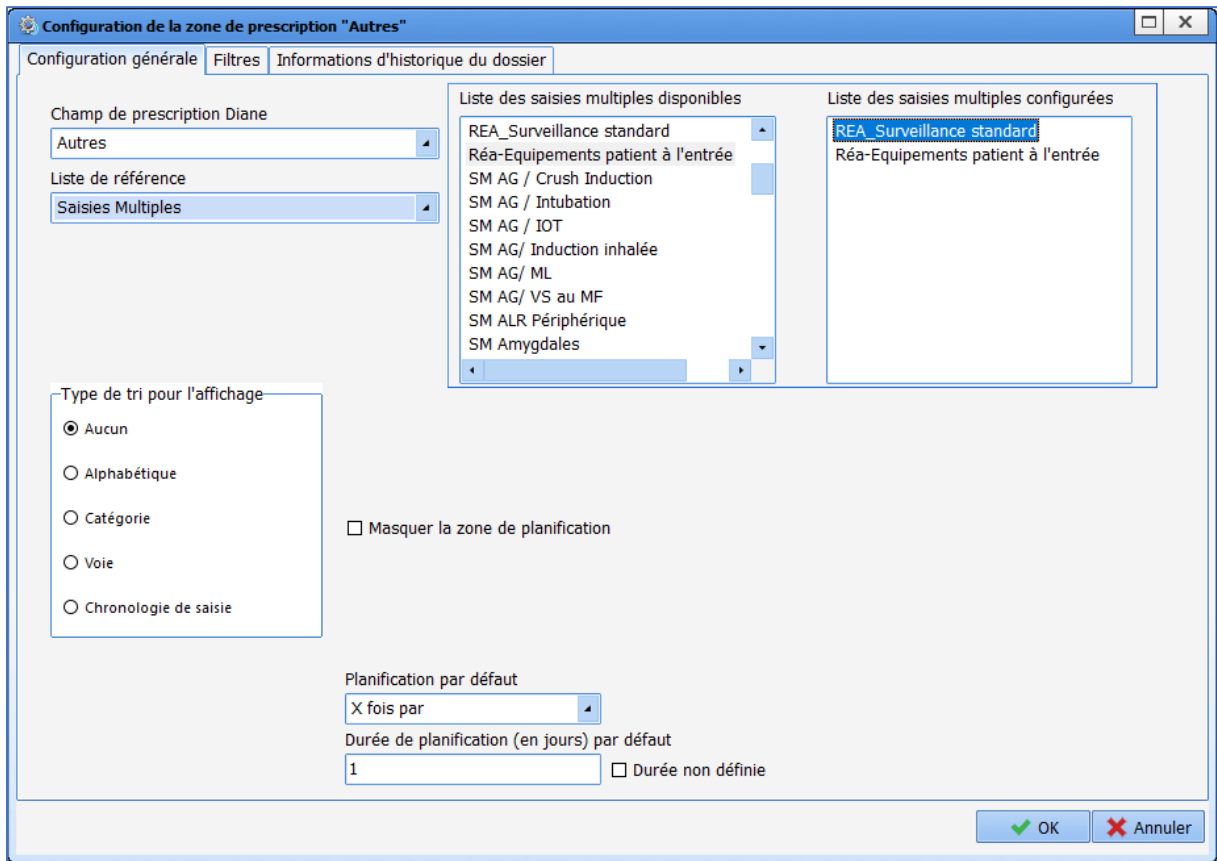 Configuration de la zone de prescription "Autres"
Configuration générale
Filtres
Informations d'historique du dossier
Champ de prescription Diane
Autres
Liste de référence
Saisies Multiples
Liste des saisies multiples disponibles
REA_Surveillance standard
Réa-Equipements patient à l'entrée
SM AG / Crush Induction
SM AG / Intubation
SM AG / IOT
SM AG/ Induction inhalée
SM AG/ ML
SM AG/ VS au MF
SM ALR Périphérique
SM Amygdales
Liste des saisies multiples configurées
REA_Surveillance standard
Réa-Equipements patient à l'entrée
Type de tri pour l'affichage
Aucun
Alphabétique
Catégorie
Voie
Chronologie de saisie
Masquer la zone de planification
Planification par défaut
X fois par
Durée de planification (en jours) par défaut
1
Durée non définie
OK
Annuler